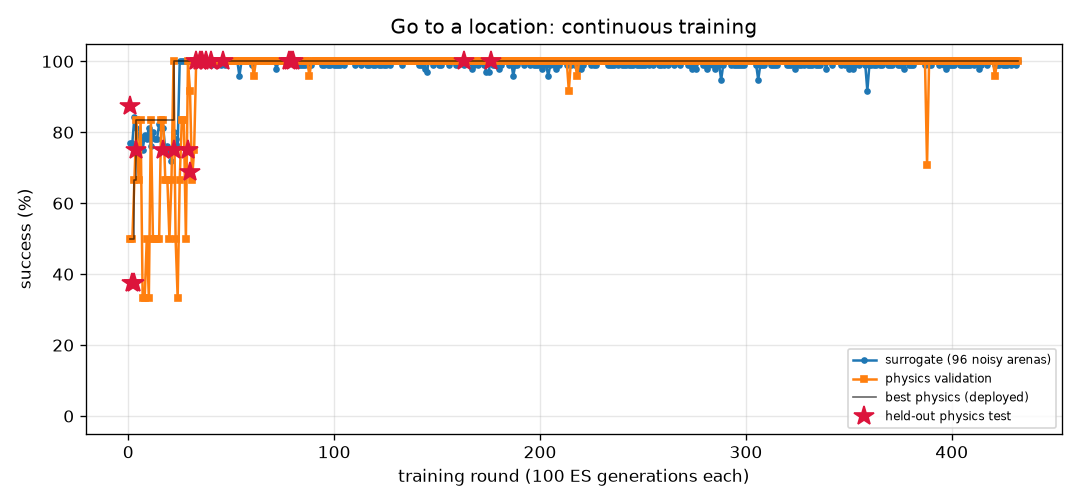 Go to a location: continuous training
success (%)
100
80
60
40
20
0
0 100 200 300 400
training round (100 ES generations each)
surrogate (96 noisy arenas)
physics validation
best physics (deployed)
held-out physics test